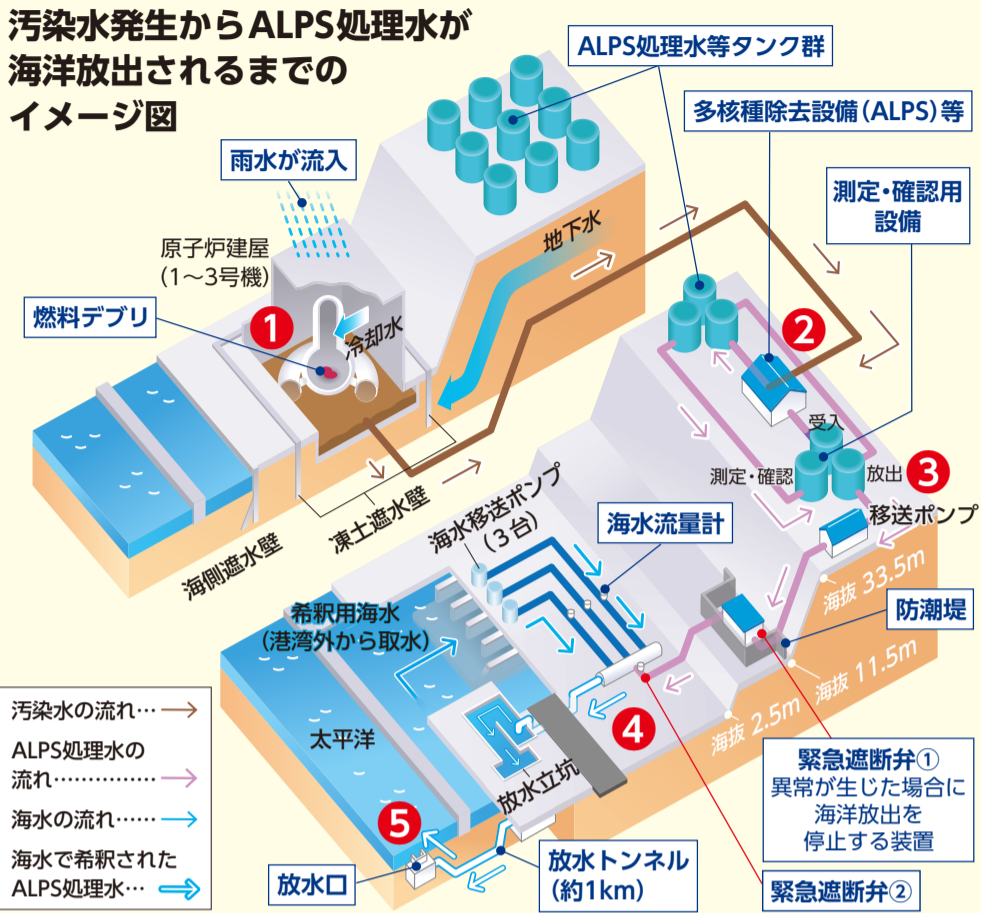 汚染水発生からALPS処理水が
海洋放出されるまでの
イメージ図
ALPS処理水等タンク群
多核種除去設備(ALPS)等
雨水が流入
測定・確認用
設備
原子炉建屋
(1〜3号機)
地下水
燃料デブリ
1
冷却水
2
受入
測定・確認
放出
3
移送ポンプ
海側遮水壁
凍土遮水壁
海水移送ポンプ
(3台)
海水流量計
海抜 33.5m
防潮堤
希釈用海水
(港湾外から取水)
海抜 11.5m
海抜 2.5m
汚染水の流れ…
ALPS処理水の
流れ……………
海水の流れ……
海水で希釈された
ALPS処理水…
太平洋
放水立坑
4
緊急遮断弁①
異常が生じた場合に
海洋放出を
停止する装置
5
放水口
放水トンネル
(約1km)
緊急遮断弁②